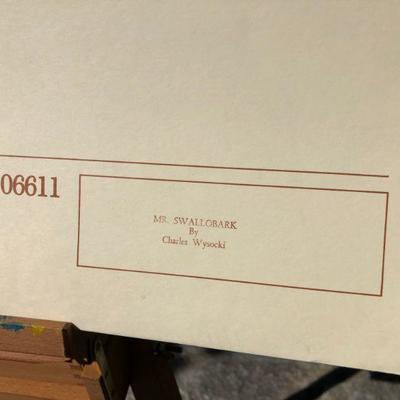 06611
MR. SWALLOBARK
By
Charles Wysocki